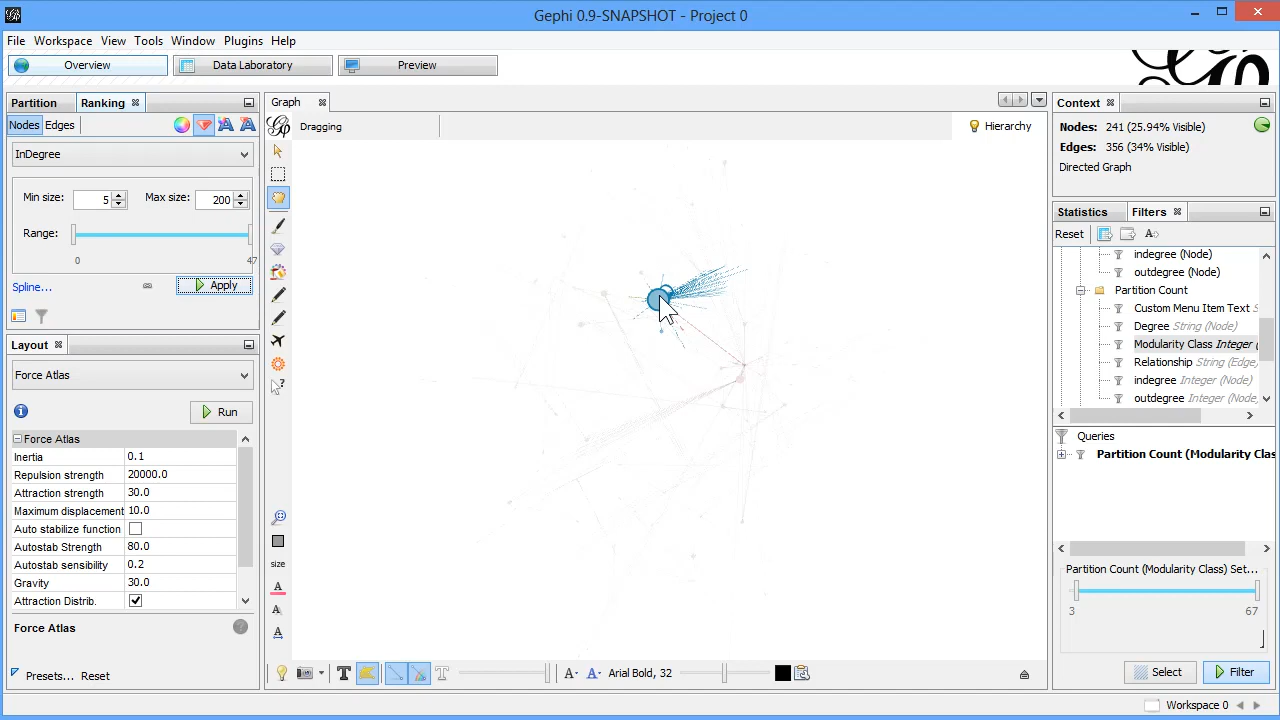 Gephi 0.9-SNAPSHOT - Project 0
File Workspace View Tools Window Plugins Help
Overview
Data Laboratory
Preview
Partition Ranking
Nodes Edges
InDegree
Min size: 5 Max size: 200
Range:
0 47
Spline...
Apply
Layout
Force Atlas
Run
Force Atlas
Inertia 0.1
Repulsion strength 20000.0
Attraction strength 30.0
Maximum displacement 10.0
Auto stabilize function
Autostab Strength 80.0
Autostab sensibility 0.2
Gravity 30.0
Attraction Distrib.
Force Atlas
Presets... Reset
Graph
Dragging
Hierarchy
size
Arial Bold, 32
Context
Nodes: 241 (25.94% Visible)
Edges: 356 (34% Visible)
Directed Graph
Statistics Filters
Reset
indegree (Node)
outdegree (Node)
Partition Count
Custom Menu Item Text S
Degree String (Node)
Modularity Class Integer (
Relationship String (Edge)
indegree Integer (Node)
outdegree Integer (Node)
Queries
Partition Count (Modularity Clas
Partition Count (Modularity Class) Set...
3 67
Select
Filter
Workspace 0